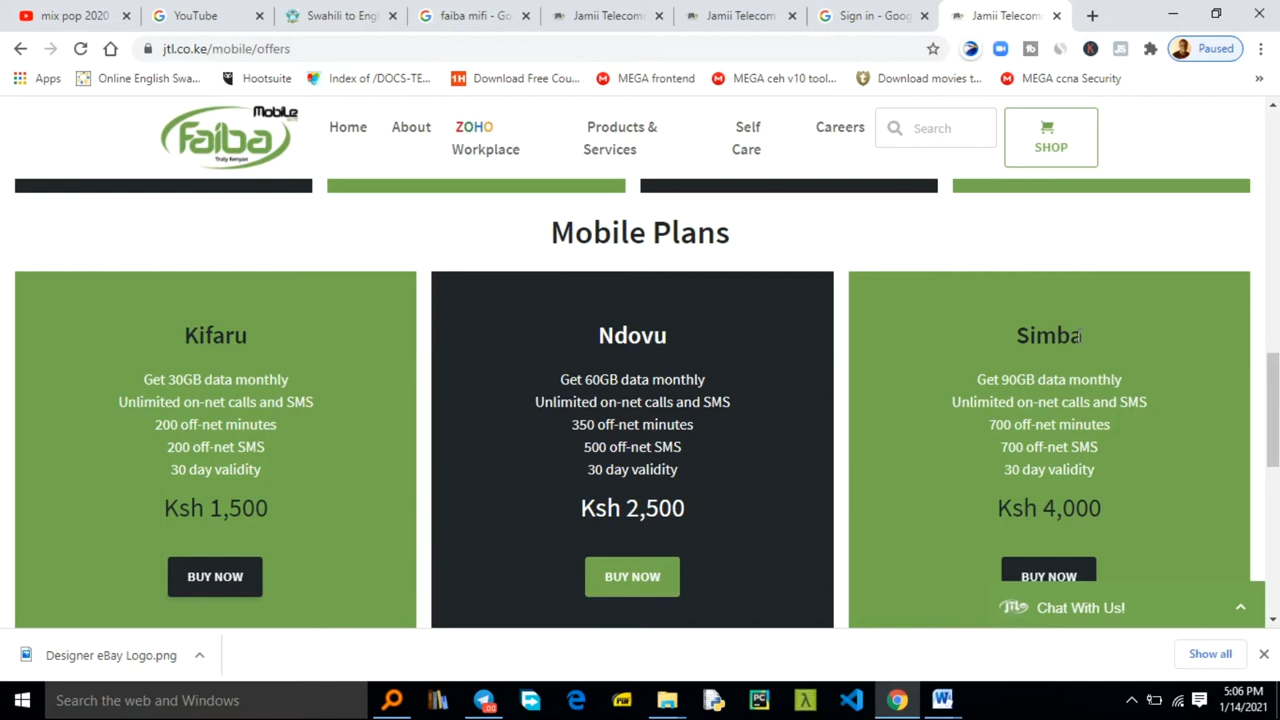 mix pop 2020
YouTube
Swahili to Engl
faiba mifi - Goo
Jamii Telecomm
Jamii Telecomm
Sign in - Goog
Jamii Telecomm
jtl.co.ke/mobile/offers
Paused
Apps
Online English Swa...
Hootsuite
Index of /DOCS-TE...
Download Free Cou...
MEGA frontend
MEGA ceh v10 tool...
Download movies t...
MEGA ccna Security
»
Mobile
Faiba
Truly Kenyan
Home
About
ZOHO
Workplace
Products &
Services
Self
Care
Careers
Search
SHOP
Mobile Plans
Kifaru
Get 30GB data monthly
Unlimited on-net calls and SMS
200 off-net minutes
200 off-net SMS
30 day validity
Ksh 1,500
BUY NOW
Ndovu
Get 60GB data monthly
Unlimited on-net calls and SMS
350 off-net minutes
500 off-net SMS
30 day validity
Ksh 2,500
BUY NOW
Simba
Get 90GB data monthly
Unlimited on-net calls and SMS
700 off-net minutes
700 off-net SMS
30 day validity
Ksh 4,000
BUY NOW
JTL Chat With Us!
Designer eBay Logo.png
Show all
Search the web and Windows
5:06 PM
1/14/2021